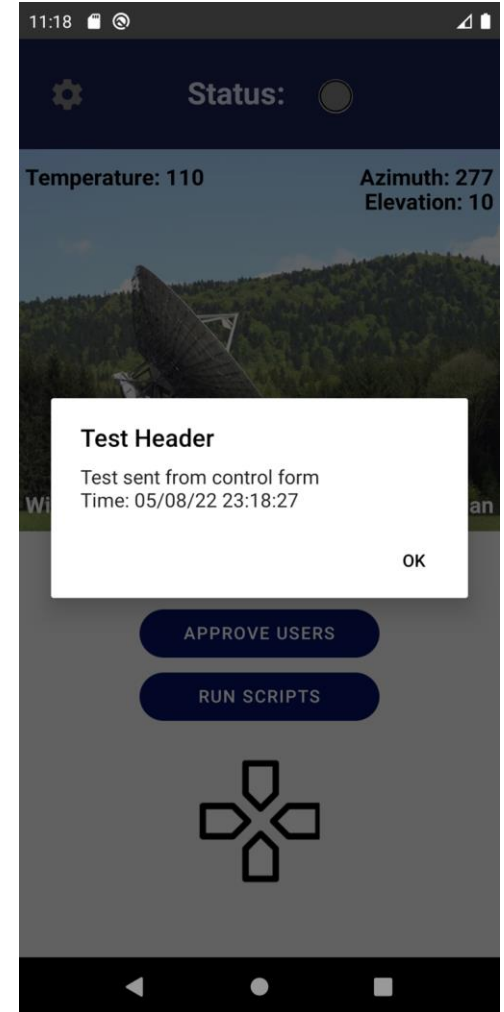 11:18
Status:
Temperature: 110
Azimuth: 277
Elevation: 10
Test Header
Test sent from control form
Time: 05/08/22 23:18:27
OK
APPROVE USERS
RUN SCRIPTS